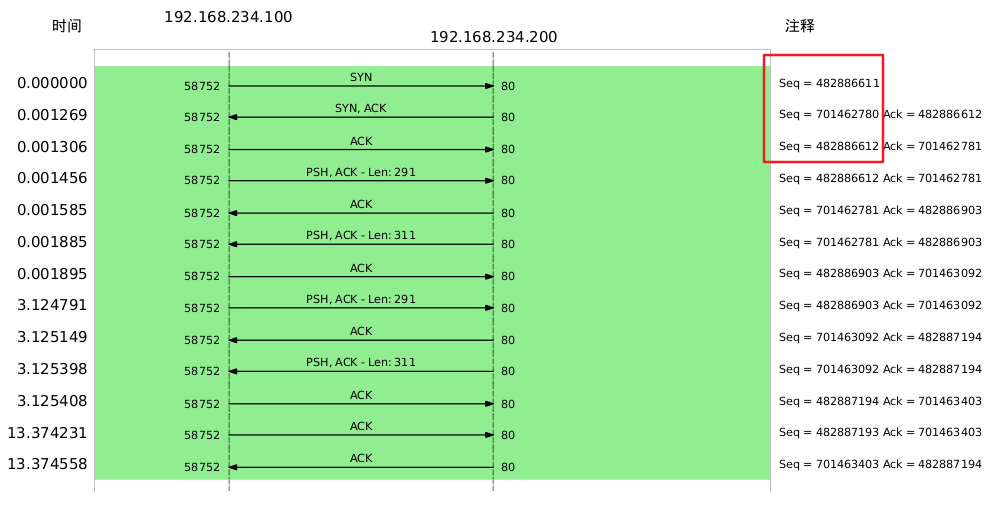 时间 192.168.234.100 192.168.234.200 注释
0.000000 58752 SYN 80 Seq = 482886611
0.001269 58752 SYN, ACK 80 Seq = 701462780 Ack = 482886612
0.001306 58752 ACK 80 Seq = 482886612 Ack = 701462781
0.001456 58752 PSH, ACK - Len: 291 80 Seq = 482886612 Ack = 701462781
0.001585 58752 ACK 80 Seq = 701462781 Ack = 482886903
0.001885 58752 PSH, ACK - Len: 311 80 Seq = 701462781 Ack = 482886903
0.001895 58752 ACK 80 Seq = 482886903 Ack = 701463092
3.124791 58752 PSH, ACK - Len: 291 80 Seq = 482886903 Ack = 701463092
3.125149 58752 ACK 80 Seq = 701463092 Ack = 482887194
3.125398 58752 PSH, ACK - Len: 311 80 Seq = 701463092 Ack = 482887194
3.125408 58752 ACK 80 Seq = 482887194 Ack = 701463403
13.374231 58752 ACK 80 Seq = 482887193 Ack = 701463403
13.374558 58752 ACK 80 Seq = 701463403 Ack = 482887194